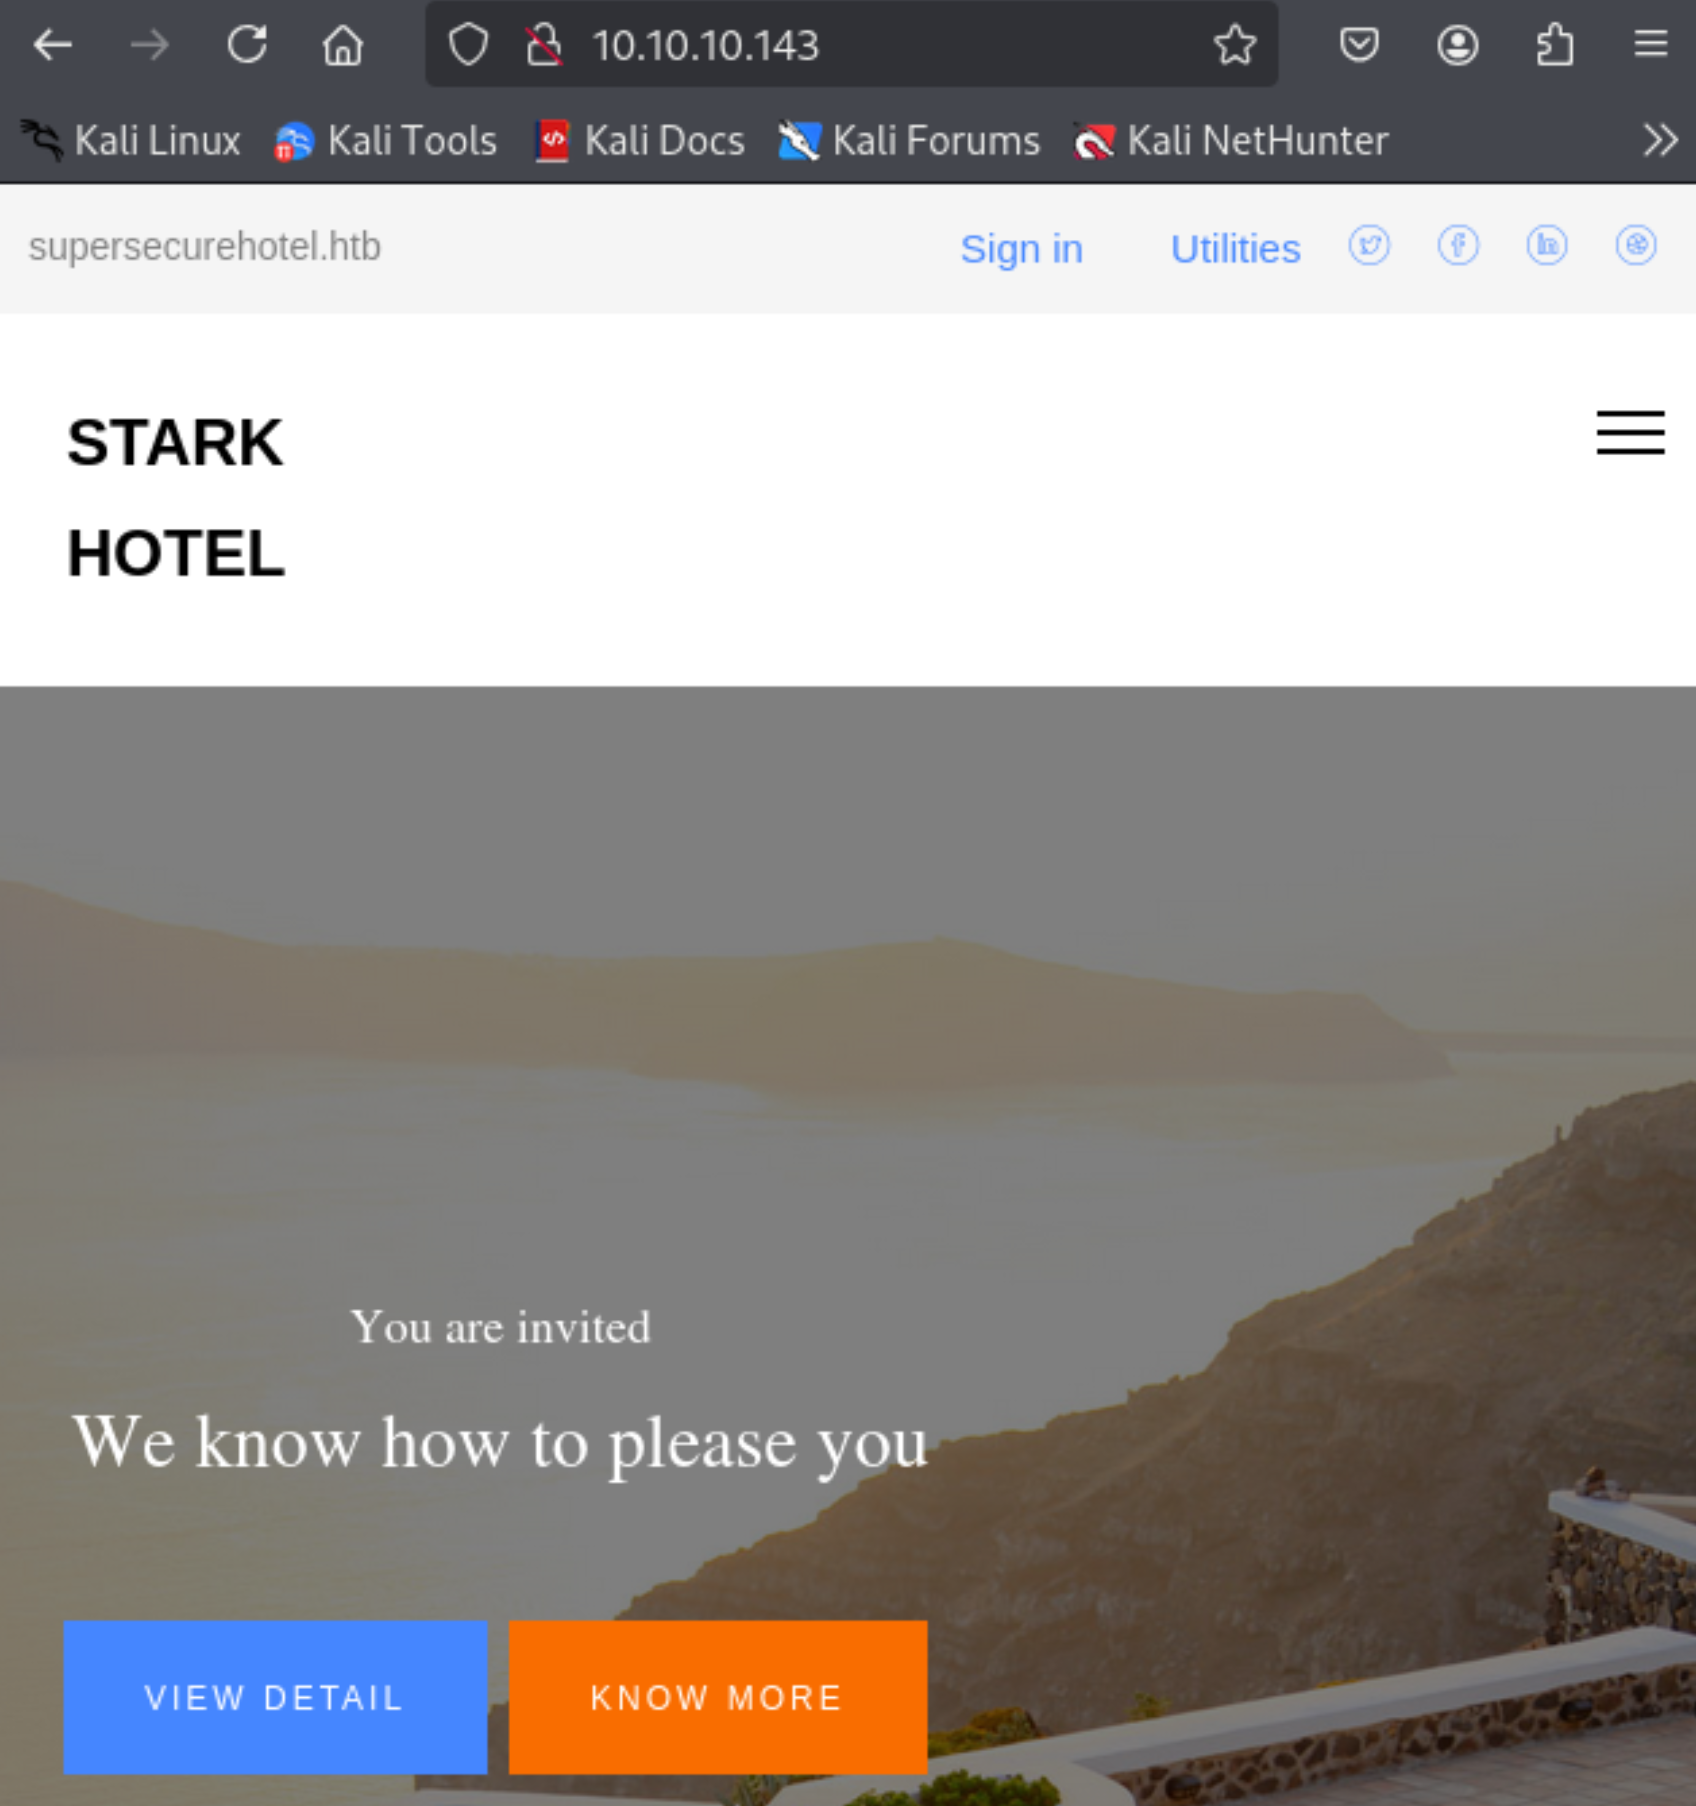 10.10.10.143
Kali Linux Kali Tools Kali Docs Kali Forums Kali NetHunter
supersecurehotel.htb Sign in Utilities
STARK
HOTEL
You are invited
We know how to please you
VIEW DETAIL KNOW MORE